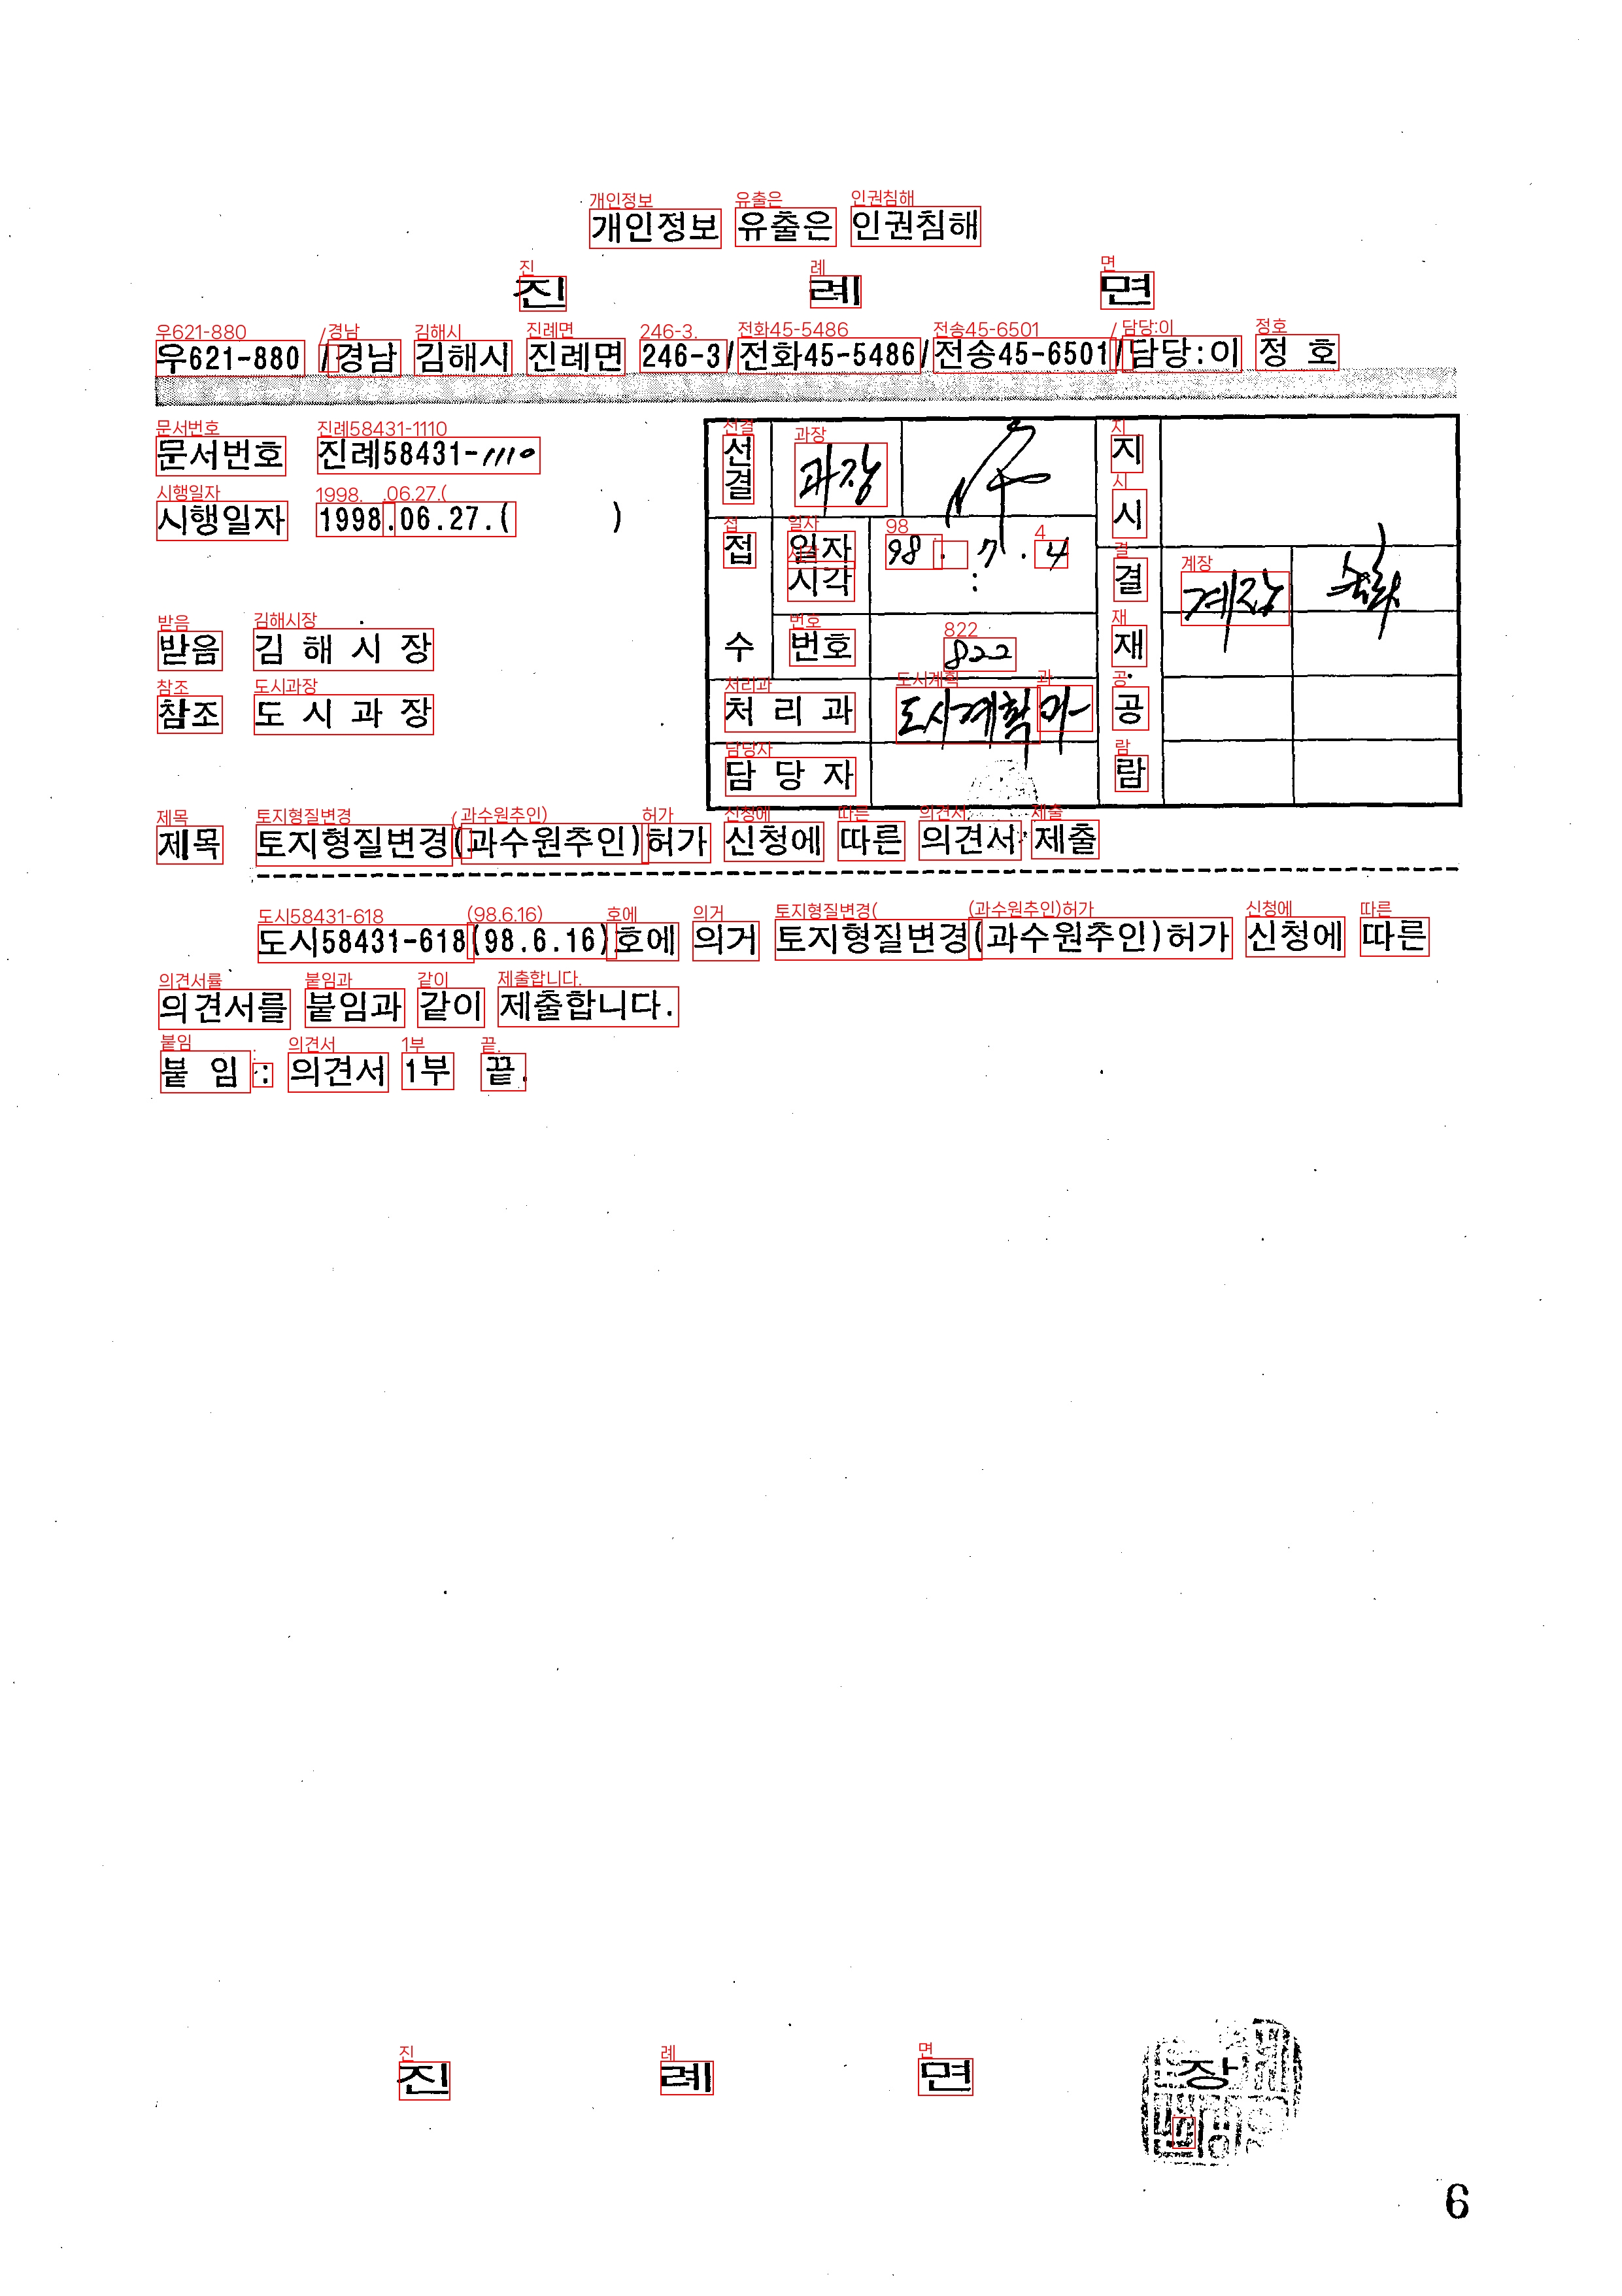 개인정보 유출은 인권침해
진 례 면
우621-880 /경남 김해시 진례면 246-3/전화45-5486/전송45-6501/담당:이 정 호
문서번호 진례58431-1110
시행일자 1998.06.27.( )
받음 김 해 시 장
참조 도 시 과 장
선결 과장 지시
접수 일자 시각 98 . 7 . 4 :
번호 822
결재 계장
처 리 과 도시계획과
담 당 자
공람
제목 토지형질변경(과수원추인)허가 신청에 따른 의견서 제출
도시58431-618(98.6.16)호에 의거 토지형질변경(과수원추인)허가 신청에 따른
의견서를 붙임과 같이 제출합니다.
붙 임 : 의견서 1부 끝.
진 례 면 장
6